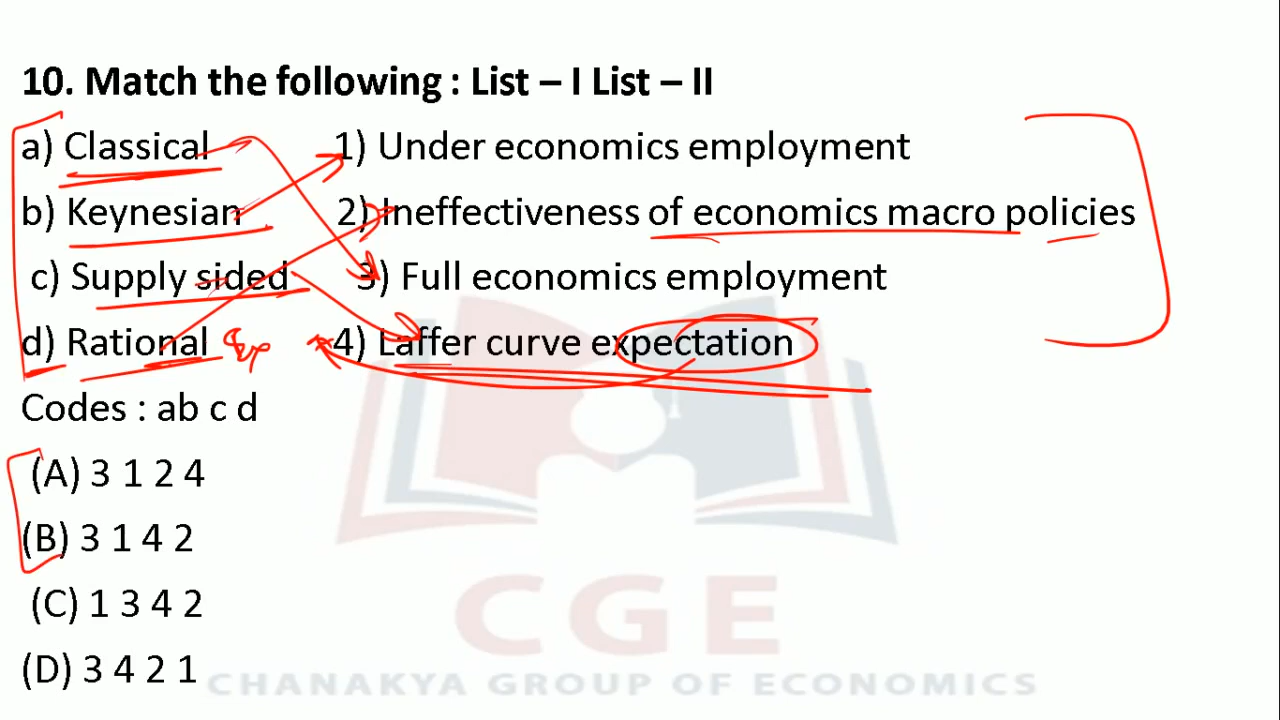 10. Match the following : List – I List – II
a) Classical 1) Under economics employment
b) Keynesian 2) Ineffectiveness of economics macro policies
c) Supply sided 3) Full economics employment
d) Rational Exp 4) Laffer curve expectation
Codes : ab c d
(A) 3 1 2 4
(B) 3 1 4 2
(C) 1 3 4 2
(D) 3 4 2 1
CGE
CHANAKYA GROUP OF ECONOMICS